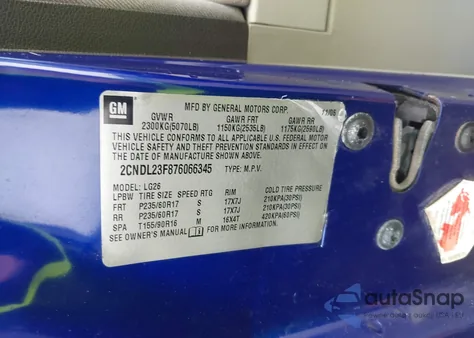 GM
MFD BY GENERAL MOTORS CORP. 11/06
GVWR GAWR FRT GAWR RR
2300KG(5070LB) 1150KG(2535LB) 1175KG(2590LB)
THIS VEHICLE CONFORMS TO ALL APPLICABLE U.S. FEDERAL MOTOR
VEHICLE SAFETY AND THEFT PREVENTION STANDARDS IN
EFFECT ON THE DATE OF MANUFACTURE SHOWN ABOVE.
2CNDL23F876066345 TYPE: M.P.V.
MODEL: LG26
LPBW TIRE SIZE SPEED RTG RIM COLD TIRE PRESSURE
FRT P235/60R17 S 17X7J 210KPA(30PSI)
RR P235/60R17 S 17X7J 210KPA(30PSI)
SPA T155/90R16 M 16X4T 420KPA(60PSI)
SEE OWNER'S MANUAL FOR MORE INFORMATION.
autoSnap